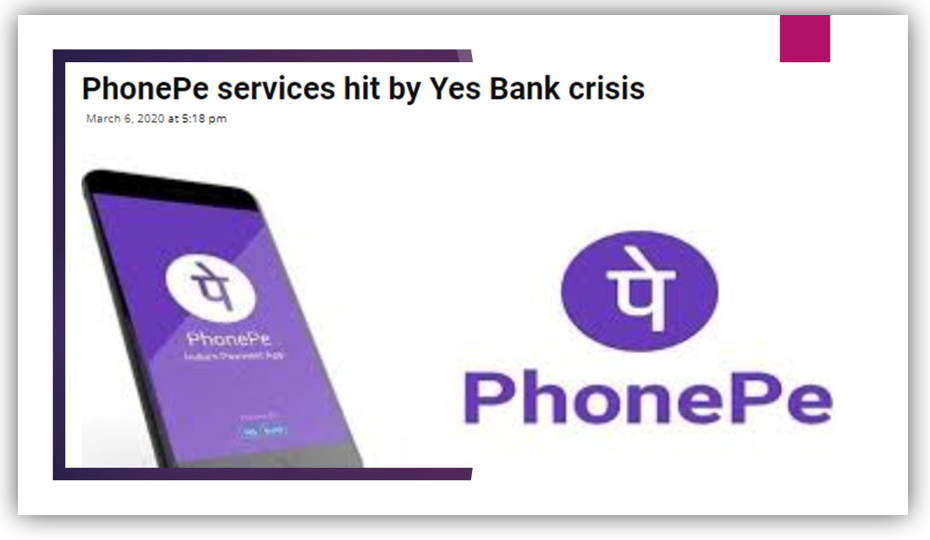 PhonePe services hit by Yes Bank crisis
March 6, 2020 at 5:18 pm
पे
PhonePe
पे
PhonePe